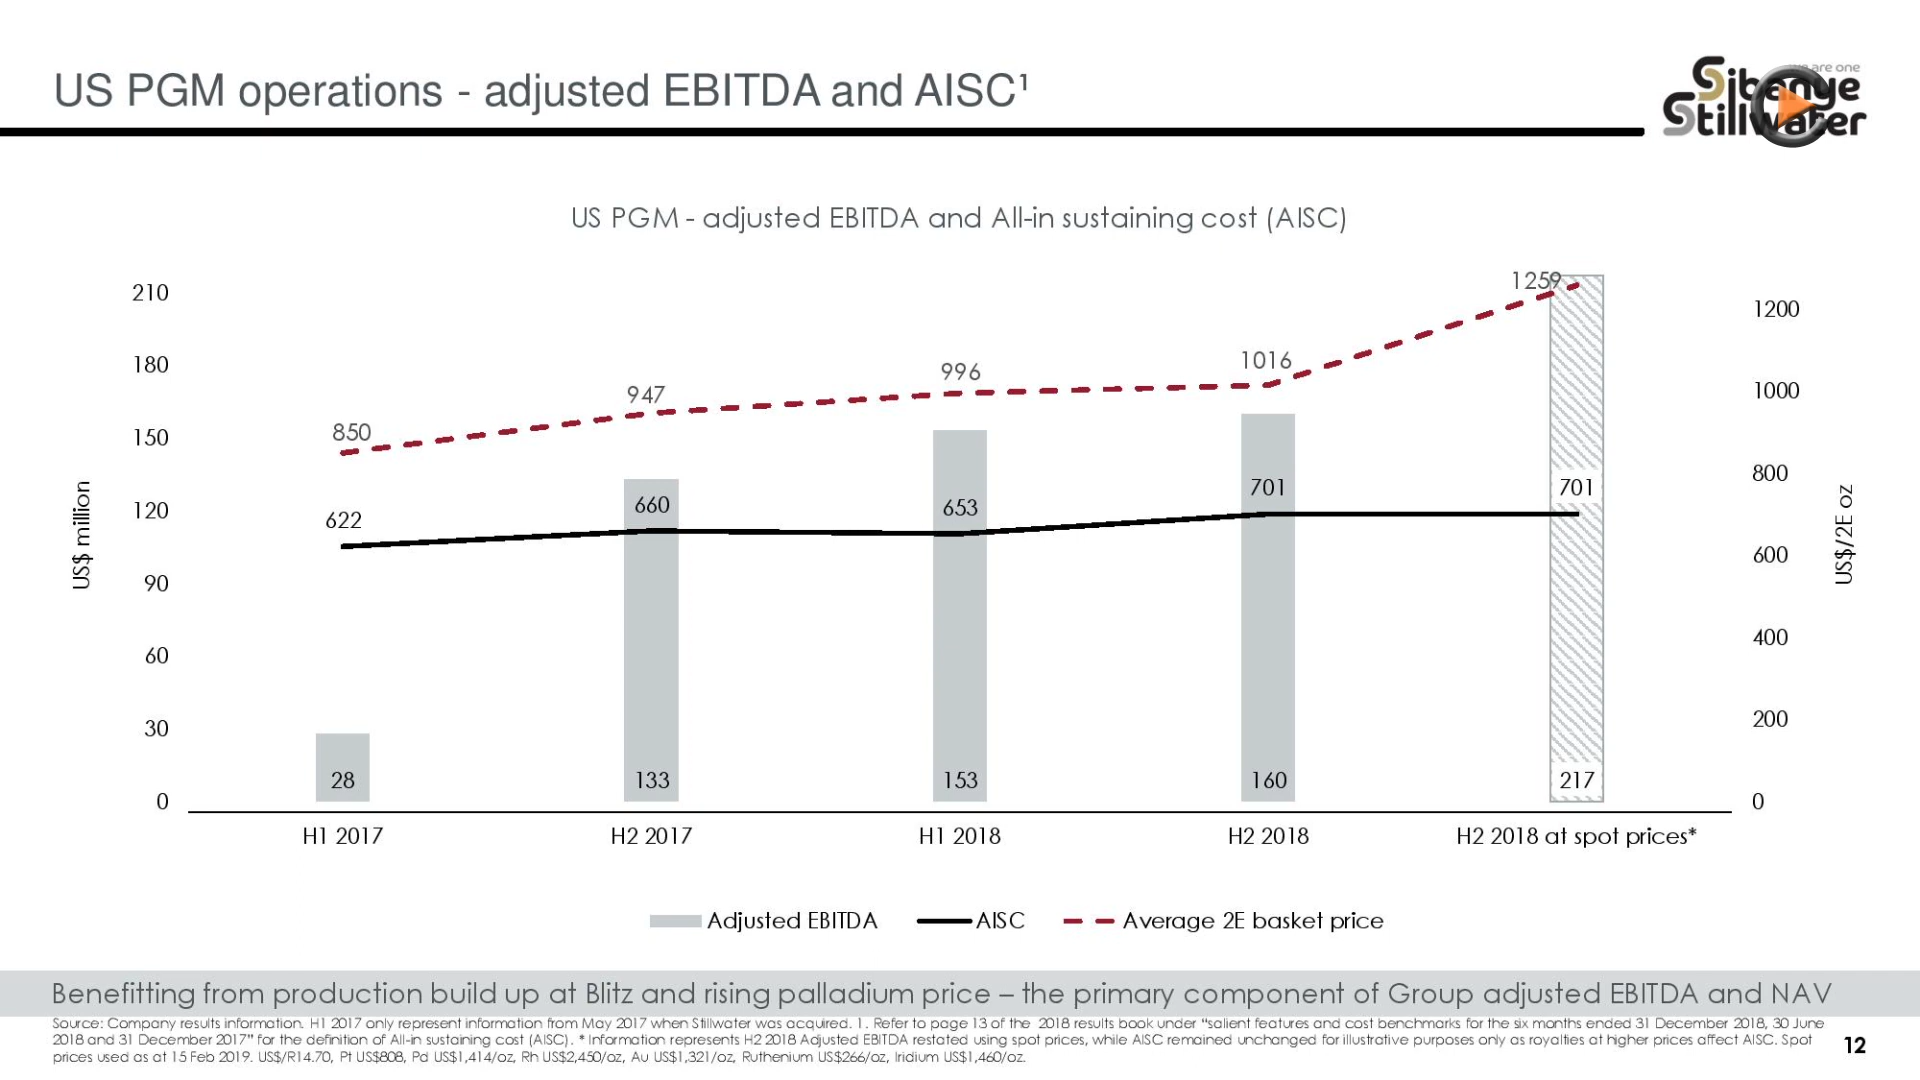 US PGM operations - adjusted EBITDA and AISC¹
are one
Sibanye
Stillwater
US PGM - adjusted EBITDA and All-in sustaining cost (AISC)
US$ million
210
180
150
120
90
60
30
0
1200
1000
800
600
400
200
0
US$/2E oz
850
947
996
1016
1259
622
660
653
701
701
28
133
153
160
217
H1 2017
H2 2017
H1 2018
H2 2018
H2 2018 at spot prices*
Adjusted EBITDA
AISC
Average 2E basket price
Benefitting from production build up at Blitz and rising palladium price – the primary component of Group adjusted EBITDA and NAV
Source: Company results information. H1 2017 only represent information from May 2017 when Stillwater was acquired. 1. Refer to page 13 of the 2018 results book under “salient features and cost benchmarks for the six months ended 31 December 2018, 30 June
2018 and 31 December 2017” for the definition of All-in sustaining cost (AISC). * Information represents H2 2018 Adjusted EBITDA restated using spot prices, while AISC remained unchanged for illustrative purposes only as royalties at higher prices affect AISC. Spot
prices used as at 15 Feb 2019. US$/R14.70, Pt US$808, Pd US$1,414/oz, Rh US$2,450/oz, Au US$1,321/oz, Ruthenium US$266/oz, Iridium US$1,460/oz.
12